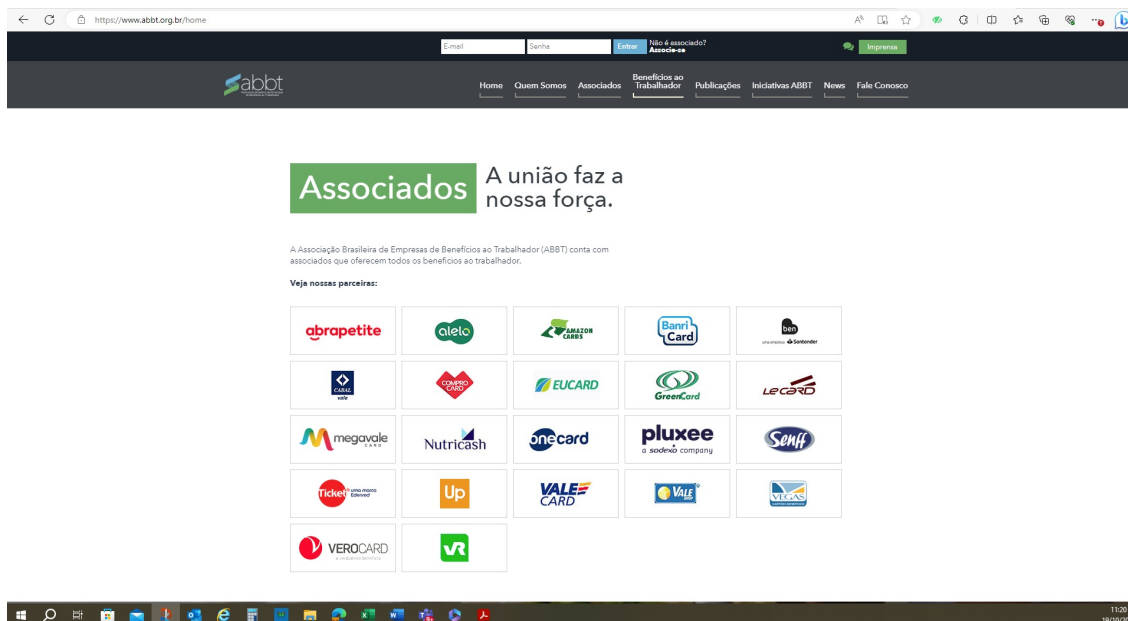 https://www.abbt.org.br/home
E-mail
Senha
Entrar
Não é associado?
Associe-se
Imprensa
abbt
Home
Quem Somos
Associados
Benefícios ao
Trabalhador
Publicações
Iniciativas ABBT
News
Fale Conosco
Associados
A união faz a
nossa força.
A Associação Brasileira de Empresas de Benefícios ao Trabalhador (ABBT) conta com
associados que oferecem todos os benefícios ao trabalhador.
Veja nossas parceiras:
abrapetite
alelo
AMAZON
CARDS
Banri
Card
ben
uma empresa Santander
CABAL
vale
COMPRO
CARD
EUCARD
GreenCard
LECARD
megavale
CARD
Nutricash
onecard
pluxee
a sodexo company
Senff
Ticket uma marca
Edenred
Up
VALE
CARD
VALE
SHOP
VEGAS
VEROCARD
VR
11:20